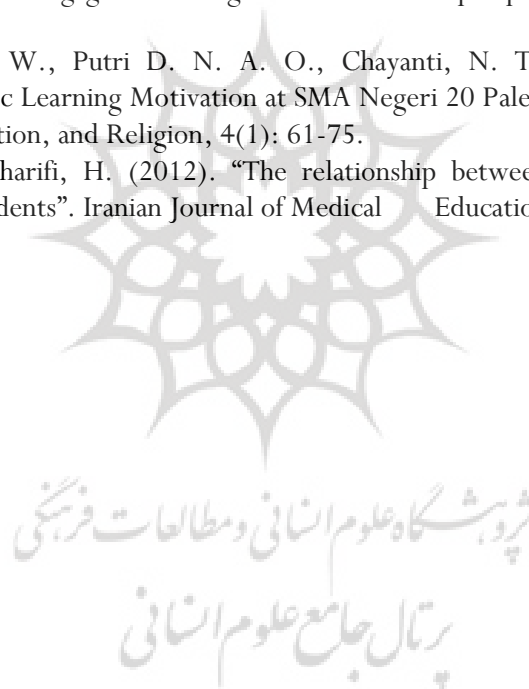 W., Putri D. N. A. O., Chayanti, N. T
c Learning Motivation at SMA Negeri 20 Pale
tion, and Religion, 4(1): 61-75.
harifi, H. (2012). “The relationship betwee
dents”. Iranian Journal of Medical Educatio
پژوهشگاه علوم انسانی و مطالعات فرهنگی
پرتال جامع علوم انسانی